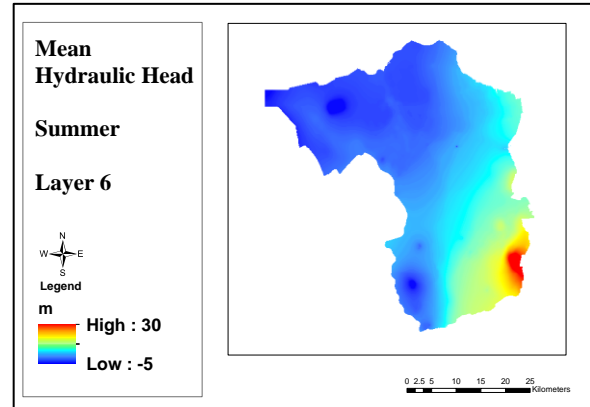 Mean
Hydraulic Head
Summer
Layer 6
N
W E
S
Legend
m
High : 30
Low : -5
0 2.5 5 10 15 20 25
Kilometers